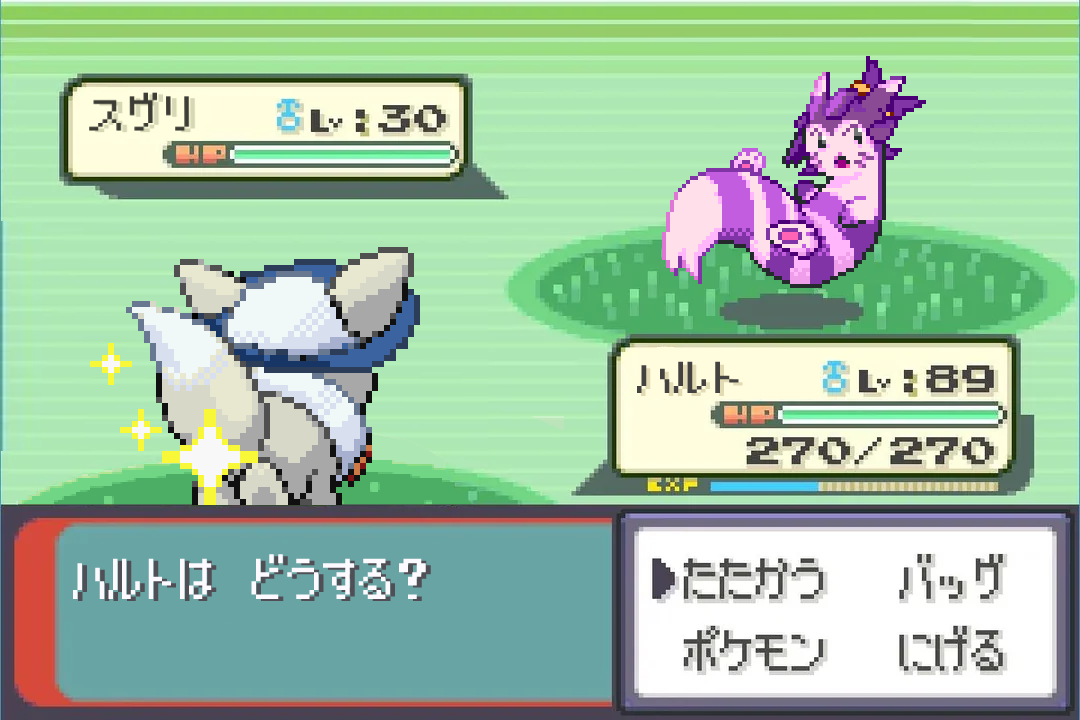 スグリ ♂Lv:30
HP
ハルト ♂Lv:89
HP
270/270
EXP
ハルトは どうする?
▶たたかう バッグ
ポケモン にげる